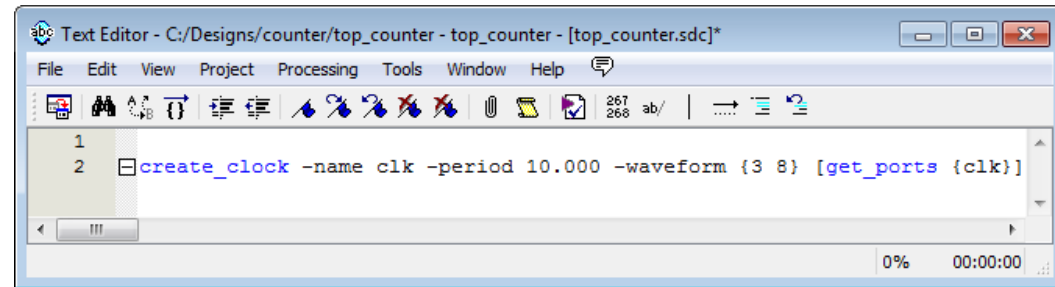 abc Text Editor - C:/Designs/counter/top_counter - top_counter - [top_counter.sdc]*
File Edit View Project Processing Tools Window Help
A B {} 267 268 ab/
1
2 create_clock -name clk -period 10.000 -waveform {3 8} [get_ports {clk}]
0% 00:00:00